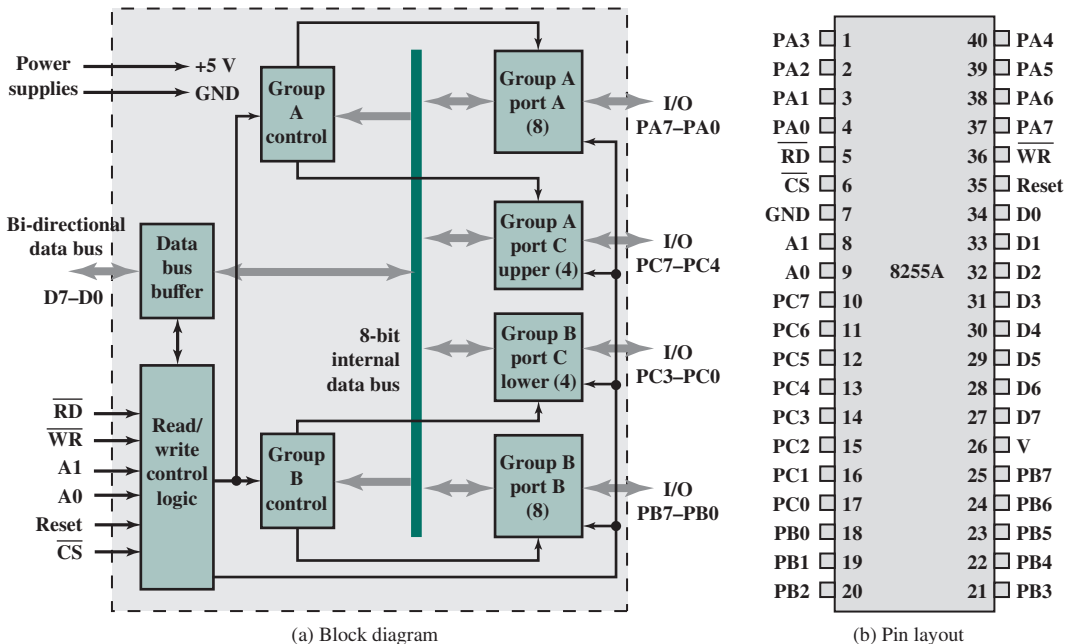 Power
supplies
+5 V
GND
Group
A
control
Group A
port A
(8)
I/O
PA7–PA0
Group A
port C
upper (4)
I/O
PC7–PC4
Bi-directional
data bus
D7–D0
Data
bus
buffer
8-bit
internal
data bus
Group B
port C
lower (4)
I/O
PC3–PC0
R̅D̅
W̅R̅
A1
A0
Reset
C̅S̅
Read/
write
control
logic
Group
B
control
Group B
port B
(8)
I/O
PB7–PB0
(a) Block diagram
PA3 1 40 PA4
PA2 2 39 PA5
PA1 3 38 PA6
PA0 4 37 PA7
R̅D̅ 5 36 W̅R̅
C̅S̅ 6 35 Reset
GND 7 34 D0
A1 8 33 D1
A0 9 8255A 32 D2
PC7 10 31 D3
PC6 11 30 D4
PC5 12 29 D5
PC4 13 28 D6
PC3 14 27 D7
PC2 15 26 V
PC1 16 25 PB7
PC0 17 24 PB6
PB0 18 23 PB5
PB1 19 22 PB4
PB2 20 21 PB3
(b) Pin layout